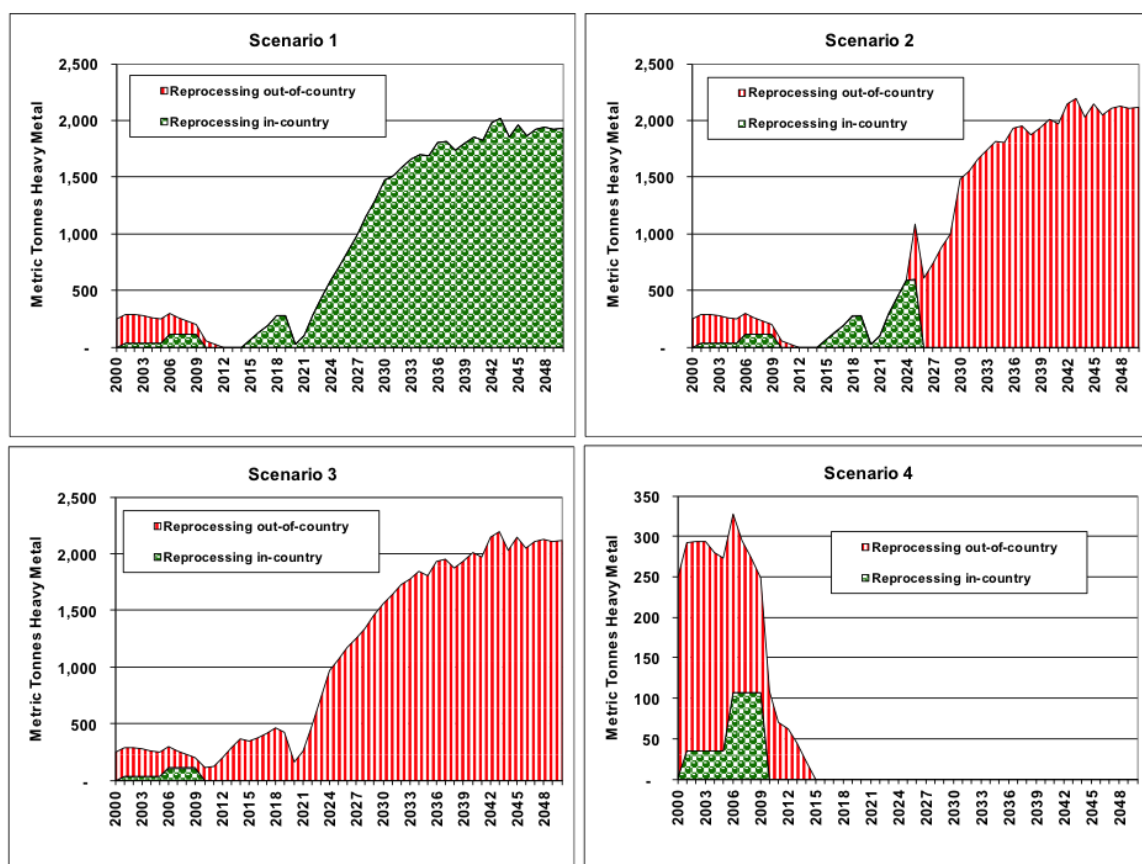 Scenario 1
Metric Tonnes Heavy Metal
2,500
2,000
1,500
1,000
500
-
Reprocessing out-of-country
Reprocessing in-country
2000 2003 2006 2009 2012 2015 2018 2021 2024 2027 2030 2033 2036 2039 2042 2045 2048
Scenario 2
Metric Tonnes Heavy Metal
2,500
2,000
1,500
1,000
500
-
Reprocessing out-of-country
Reprocessing in-country
2000 2003 2006 2009 2012 2015 2018 2021 2024 2027 2030 2033 2036 2039 2042 2045 2048
Scenario 3
Metric Tonnes Heavy Metal
2,500
2,000
1,500
1,000
500
-
Reprocessing out-of-country
Reprocessing in-country
2000 2003 2006 2009 2012 2015 2018 2021 2024 2027 2030 2033 2036 2039 2042 2045 2048
Scenario 4
Metric Tonnes Heavy Metal
350
300
250
200
150
100
50
-
Reprocessing out-of-country
Reprocessing in-country
2000 2003 2006 2009 2012 2015 2018 2021 2024 2027 2030 2033 2036 2039 2042 2045 2048